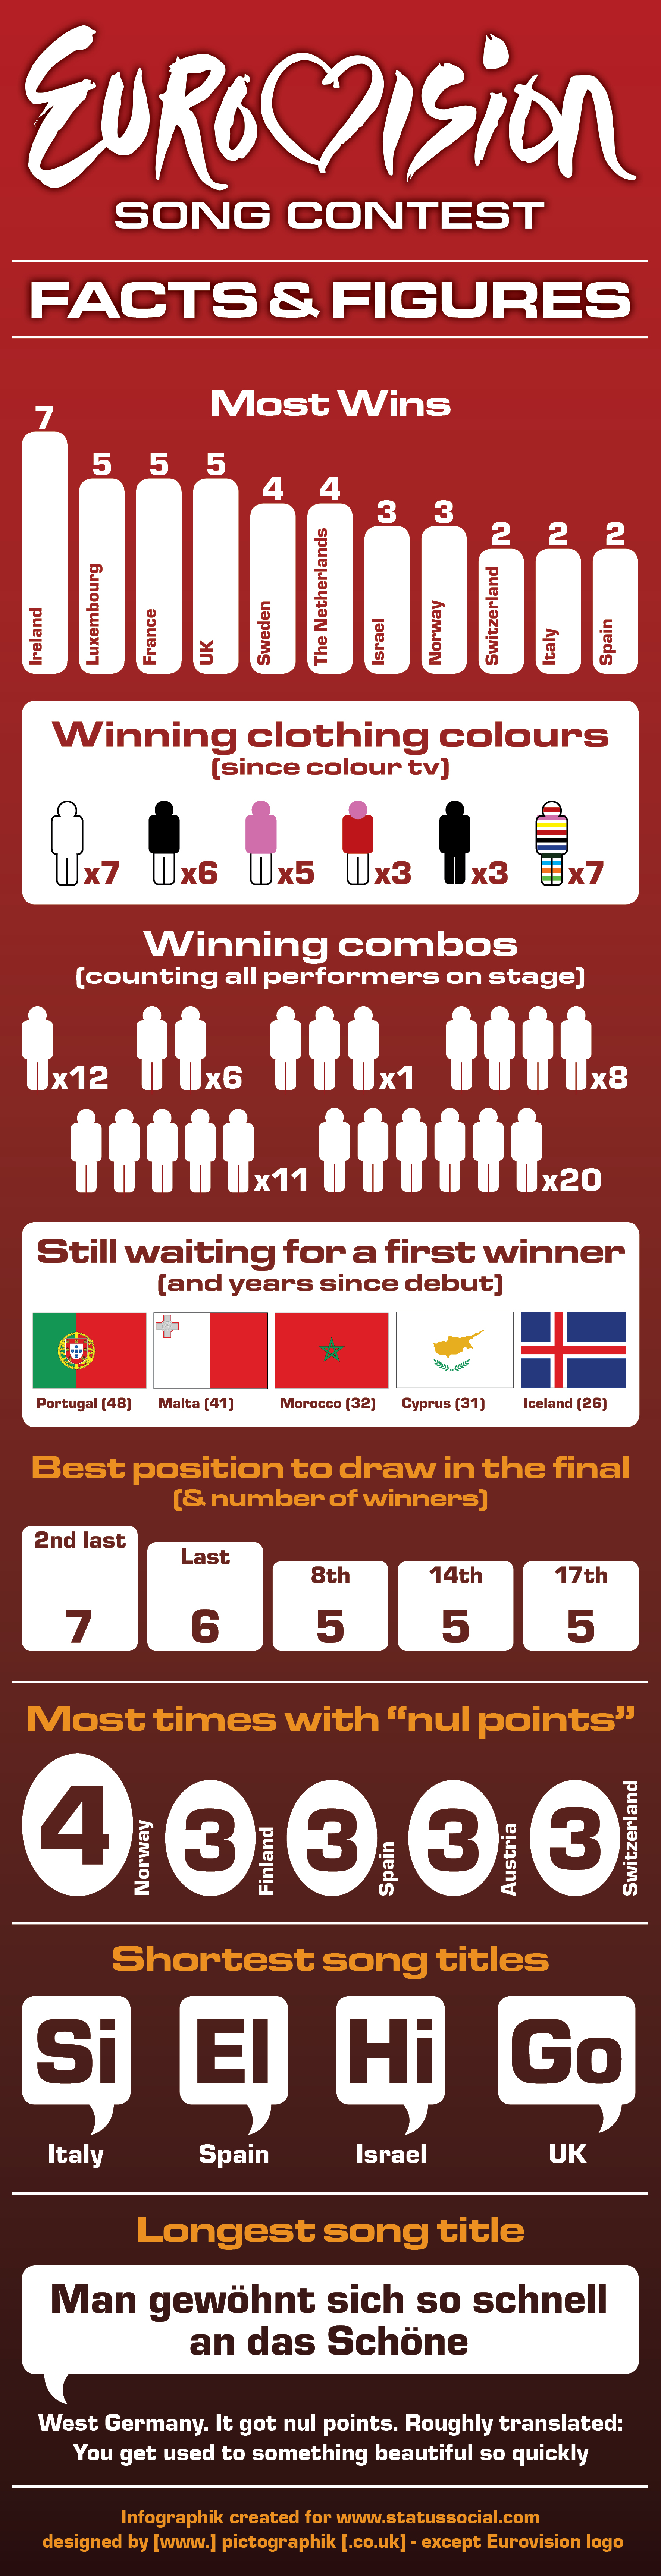 EUROVISION
SONG CONTEST
FACTS & FIGURES
Most Wins
7
5
5
5
4
4
3
3
2
2
2
Ireland
Luxembourg
France
UK
Sweden
The Netherlands
Israel
Norway
Switzerland
Italy
Spain
Winning clothing colours
(since colour tv)
x7
x6
x5
x3
x3
x7
Winning combos
(counting all performers on stage)
x12
x6
x1
x8
x11
x20
Still waiting for a first winner
(and years since debut)
Portugal (48)
Malta (41)
Morocco (32)
Cyprus (31)
Iceland (26)
Best position to draw in the final
(& number of winners)
2nd last
7
Last
6
8th
5
14th
5
17th
5
Most times with “nul points”
4
Norway
3
Finland
3
Spain
3
Austria
3
Switzerland
Shortest song titles
Si
El
Hi
Go
Italy
Spain
Israel
UK
Longest song title
Man gewöhnt sich so schnell
an das Schöne
West Germany. It got nul points. Roughly translated:
You get used to something beautiful so quickly
Infographik created for www.statussocial.com
designed by [www.] pictographik [.co.uk] - except Eurovision logo